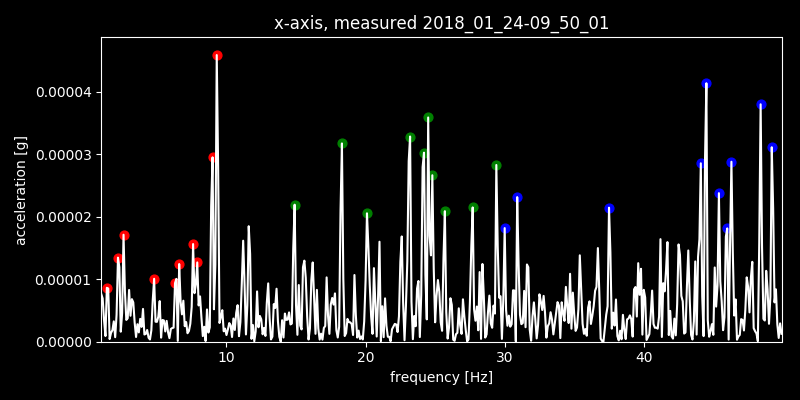 x-axis, measured 2018_01_24-09_50_01
acceleration [g]
0.00004
0.00003
0.00002
0.00001
0.00000
10 20 30 40
frequency [Hz]